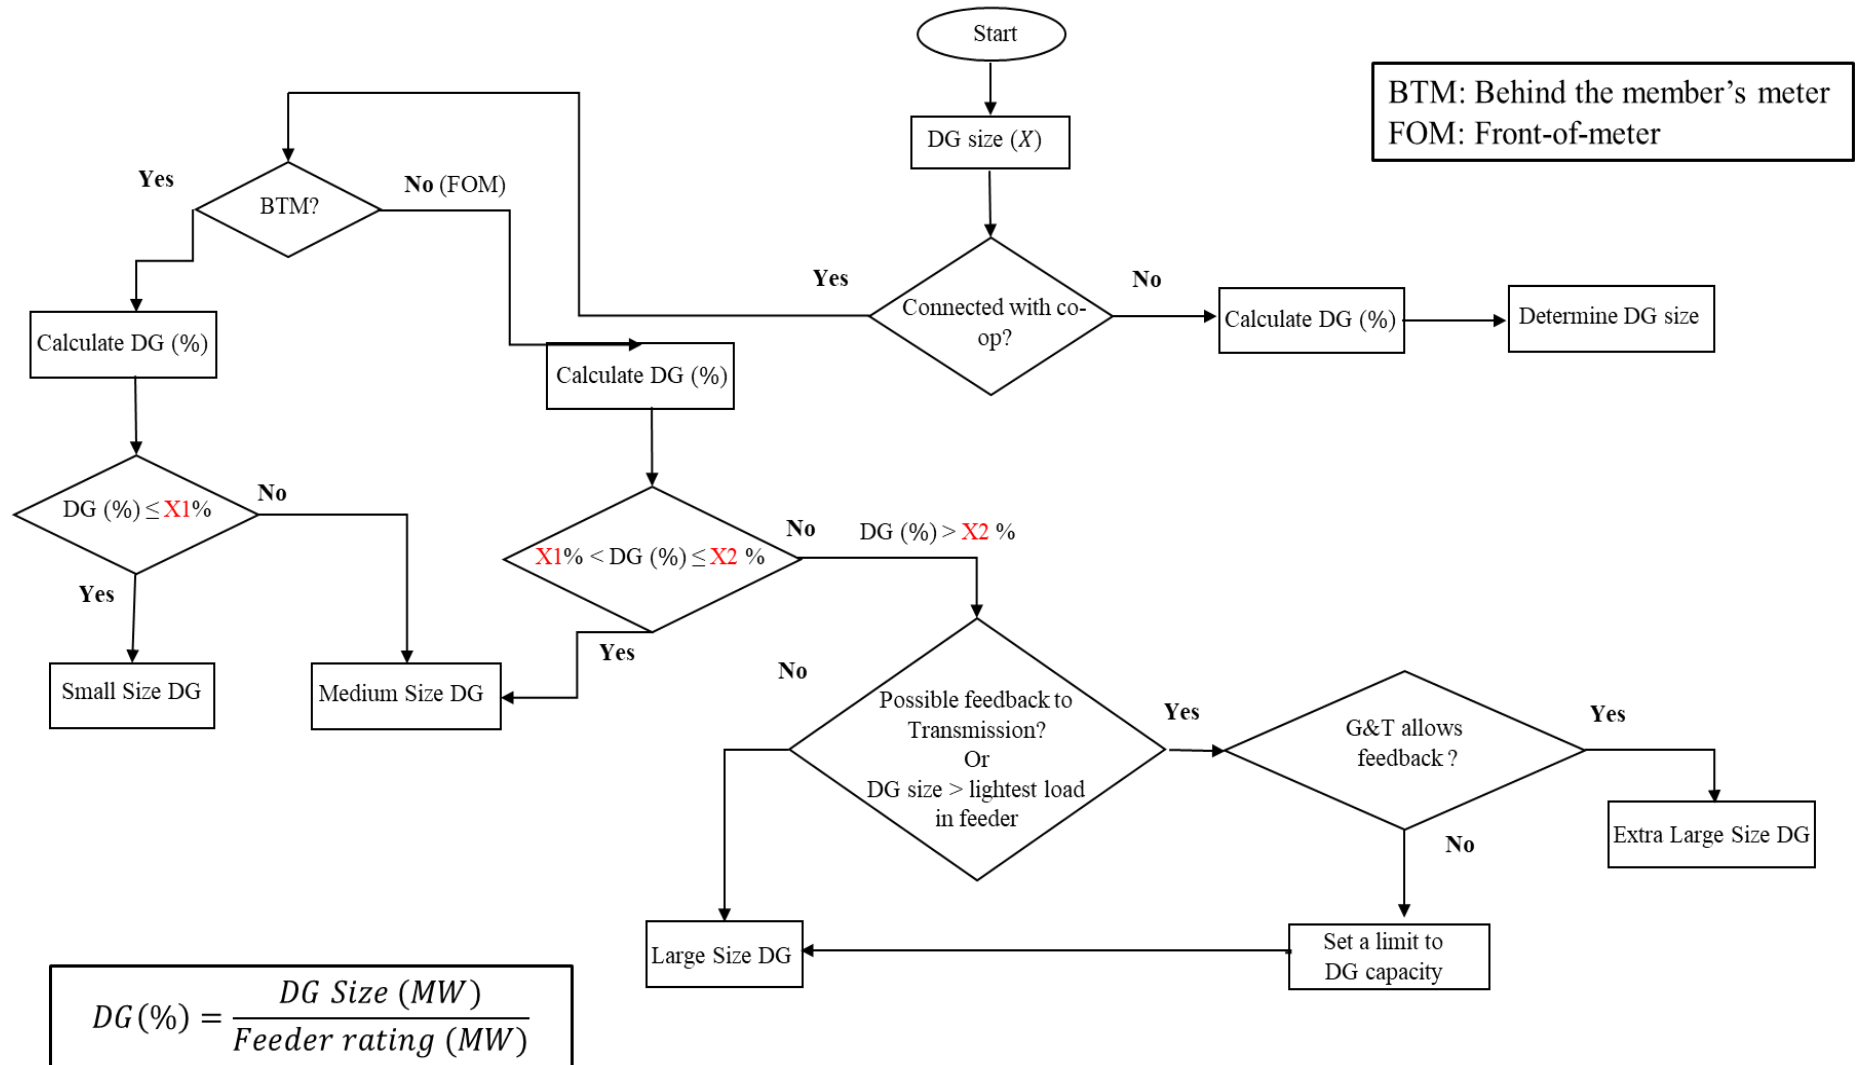 Start
BTM: Behind the member's meter
FOM: Front-of-meter
DG size (X)
Yes
No (FOM)
BTM?
Yes
No
Connected with co-
op?
Calculate DG (%)
Determine DG size
Calculate DG (%)
Calculate DG (%)
DG (%) ≤ X1%
No
Yes
X1% < DG (%) ≤ X2 %
No
DG (%) > X2 %
Yes
Small Size DG
Medium Size DG
No
Possible feedback to
Transmission?
Or
DG size > lightest load
in feeder
Yes
G&T allows
feedback ?
Yes
Extra Large Size DG
No
Large Size DG
Set a limit to
DG capacity
DG(%) = DG Size (MW)
Feeder rating (MW)